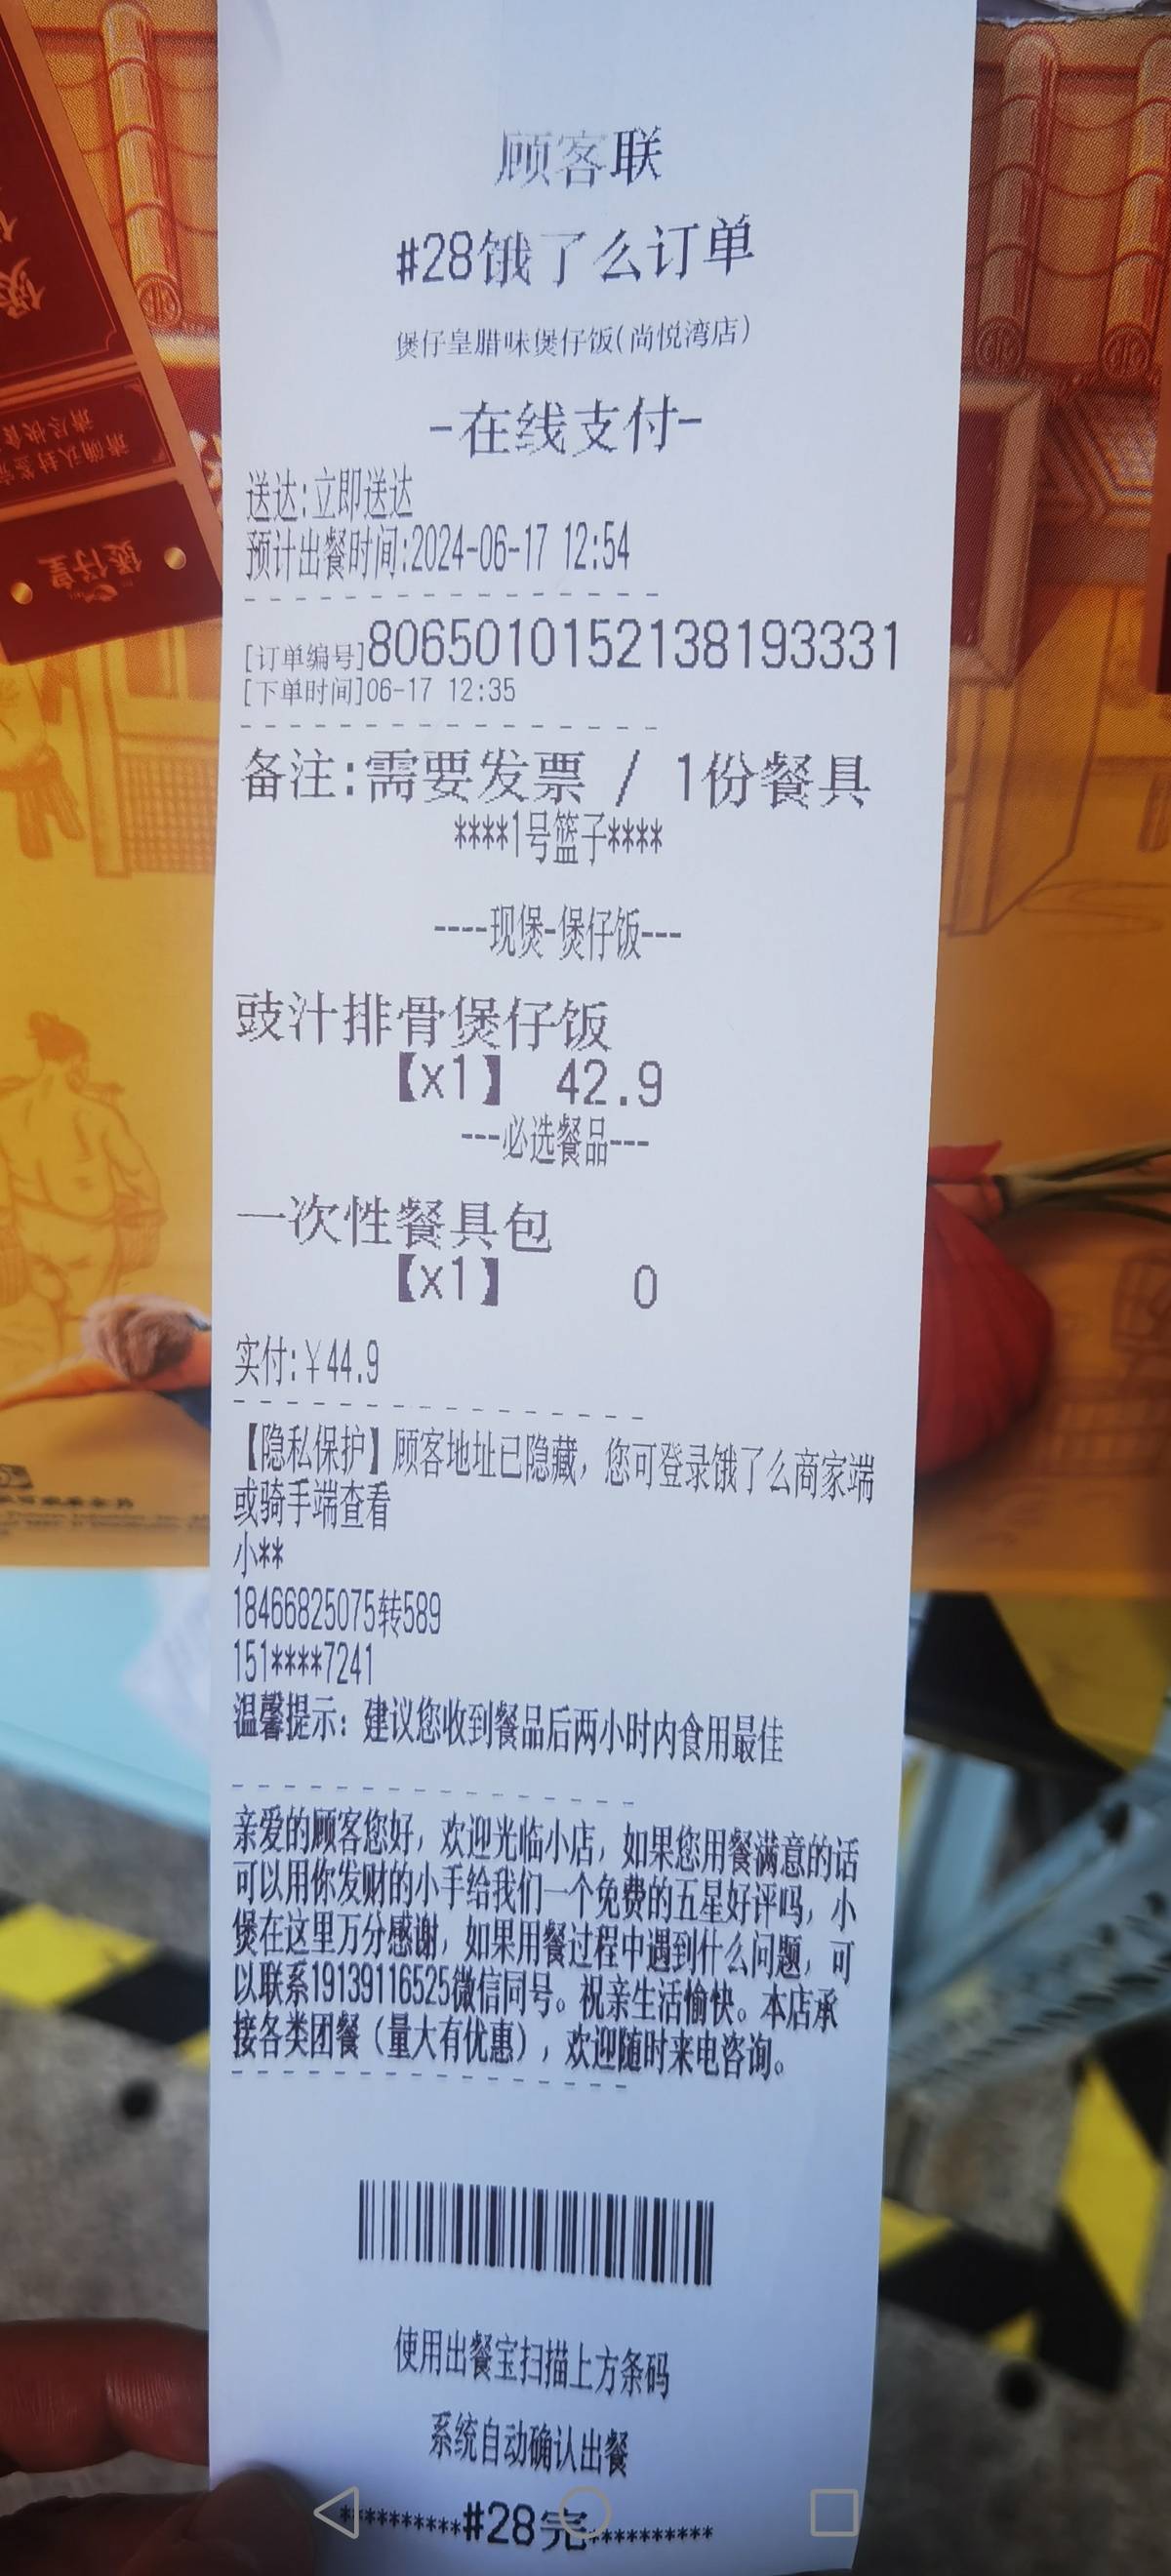 顾客联
#28饿了么订单
煲仔皇腊味煲仔饭(尚悦湾店)
-在线支付-
送达:立即送达
预计出餐时间:2024-06-17 12:54
[订单编号]8065010152138193331
[下单时间]06-17 12:35
备注:需要发票 / 1份餐具
****1号篮子****
----现煲-煲仔饭---
豉汁排骨煲仔饭
【x1】 42.9
---必选餐品---
一次性餐具包
【x1】 0
实付:¥44.9
【隐私保护】顾客地址已隐藏，您可登录饿了么商家端
或骑手端查看
小**
18466825075转589
151****7241
温馨提示：建议您收到餐品后两小时内食用最佳
亲爱的顾客您好，欢迎光临小店，如果您用餐满意的话
可以用你发财的小手给我们一个免费的五星好评吗，小
煲在这里万分感谢，如果用餐过程中遇到什么问题，可
以联系19139116525微信同号。祝亲生活愉快。本店承
接各类团餐（量大有优惠），欢迎随时来电咨询。
使用出餐宝扫描上方条码
系统自动确认出餐
**********#28完**********
煲仔皇
请确认封签完
请尽快食